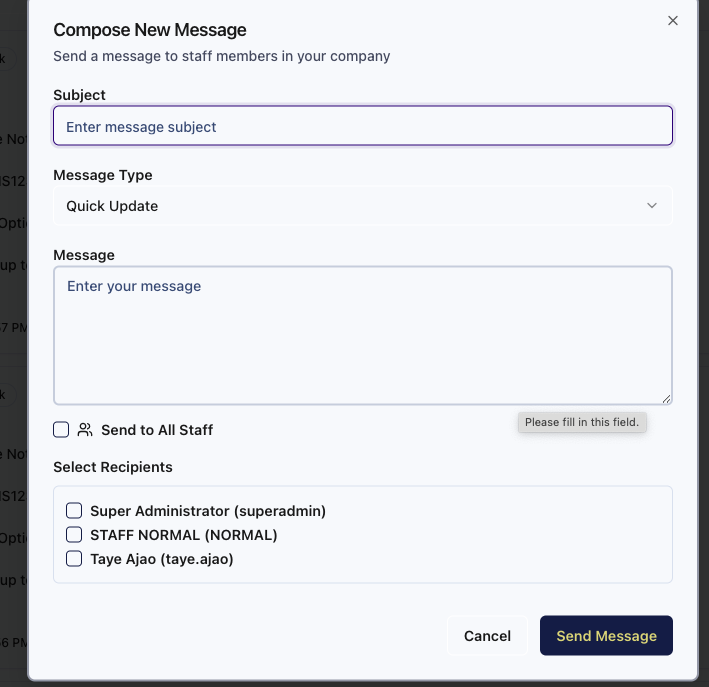 Compose New Message
Send a message to staff members in your company
Subject
Enter message subject
Message Type
Quick Update
Message
Enter your message
Please fill in this field.
Send to All Staff
Select Recipients
Super Administrator (superadmin)
STAFF NORMAL (NORMAL)
Taye Ajao (taye.ajao)
Cancel
Send Message